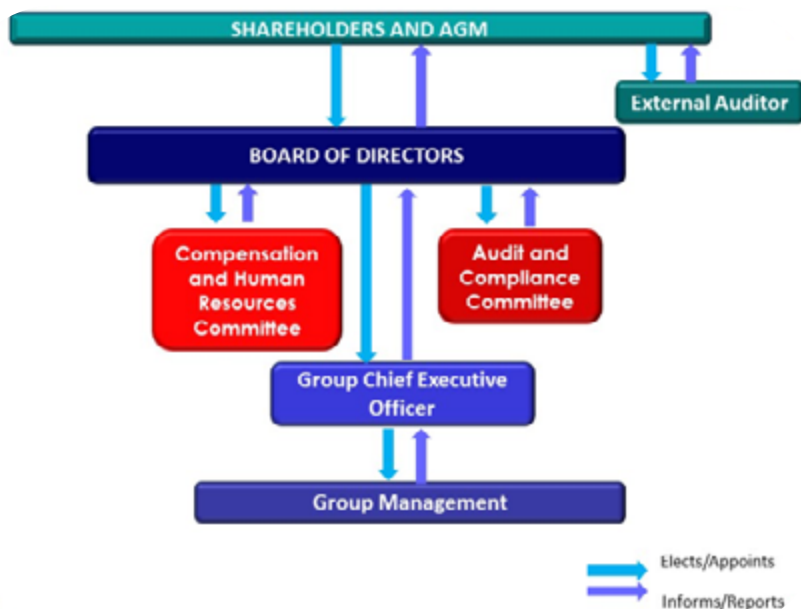 SHAREHOLDERS AND AGM
External Auditor
BOARD OF DIRECTORS
Compensation
and Human
Resources
Committee
Audit and
Compliance
Committee
Group Chief Executive
Officer
Group Management
Elects/Appoints
Informs/Reports